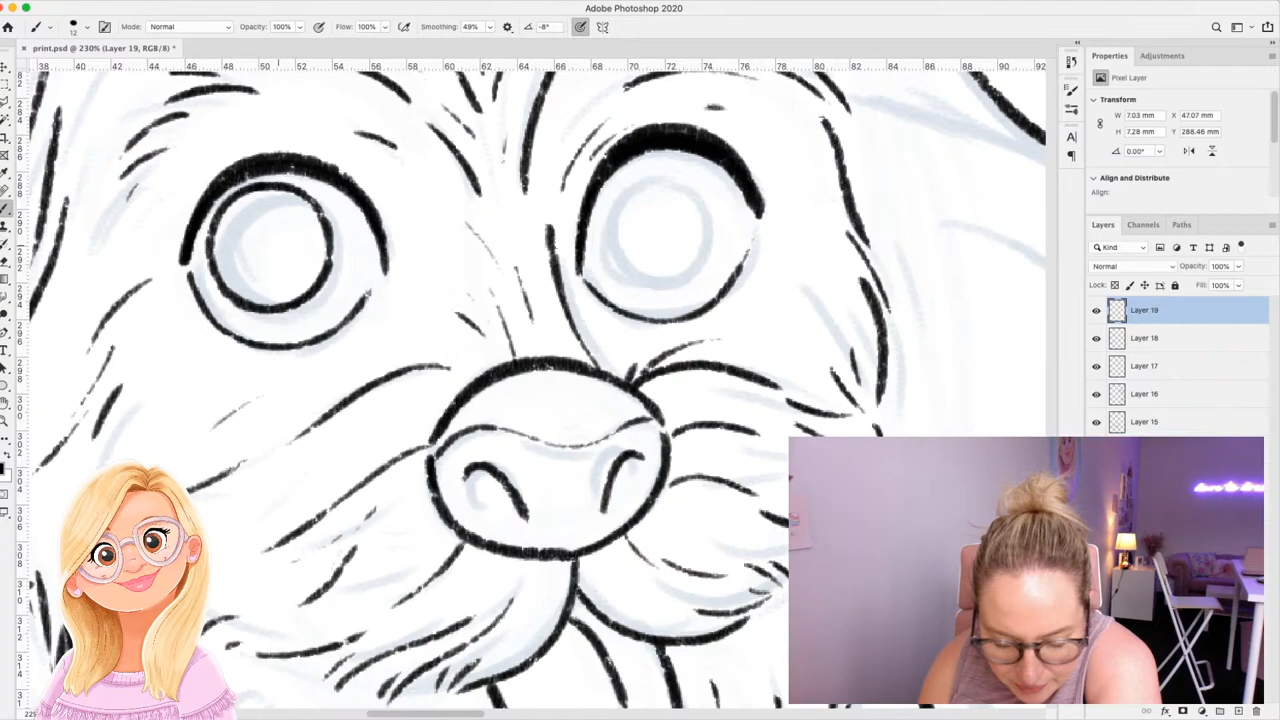 Adobe Photoshop 2020
12 Mode: Normal Opacity: 100% Flow: 100% Smoothing: 49% -8°
print.psd @ 230% (Layer 19, RGB/8) *
38 40 42 44 46 48 50 52 54 56 58 60 62 64 66 68 70 72 74 76 78 80 82 84 86 88 90 92
Properties Adjustments
Pixel Layer
Transform
W 7.03 mm X 47.07 mm
H 7.28 mm Y 288.46 mm
0.00°
Align and Distribute
Align:
Layers Channels Paths
Kind
Normal Opacity: 100%
Lock: Fill: 100%
Layer 19
Layer 18
Layer 17
Layer 16
Layer 15